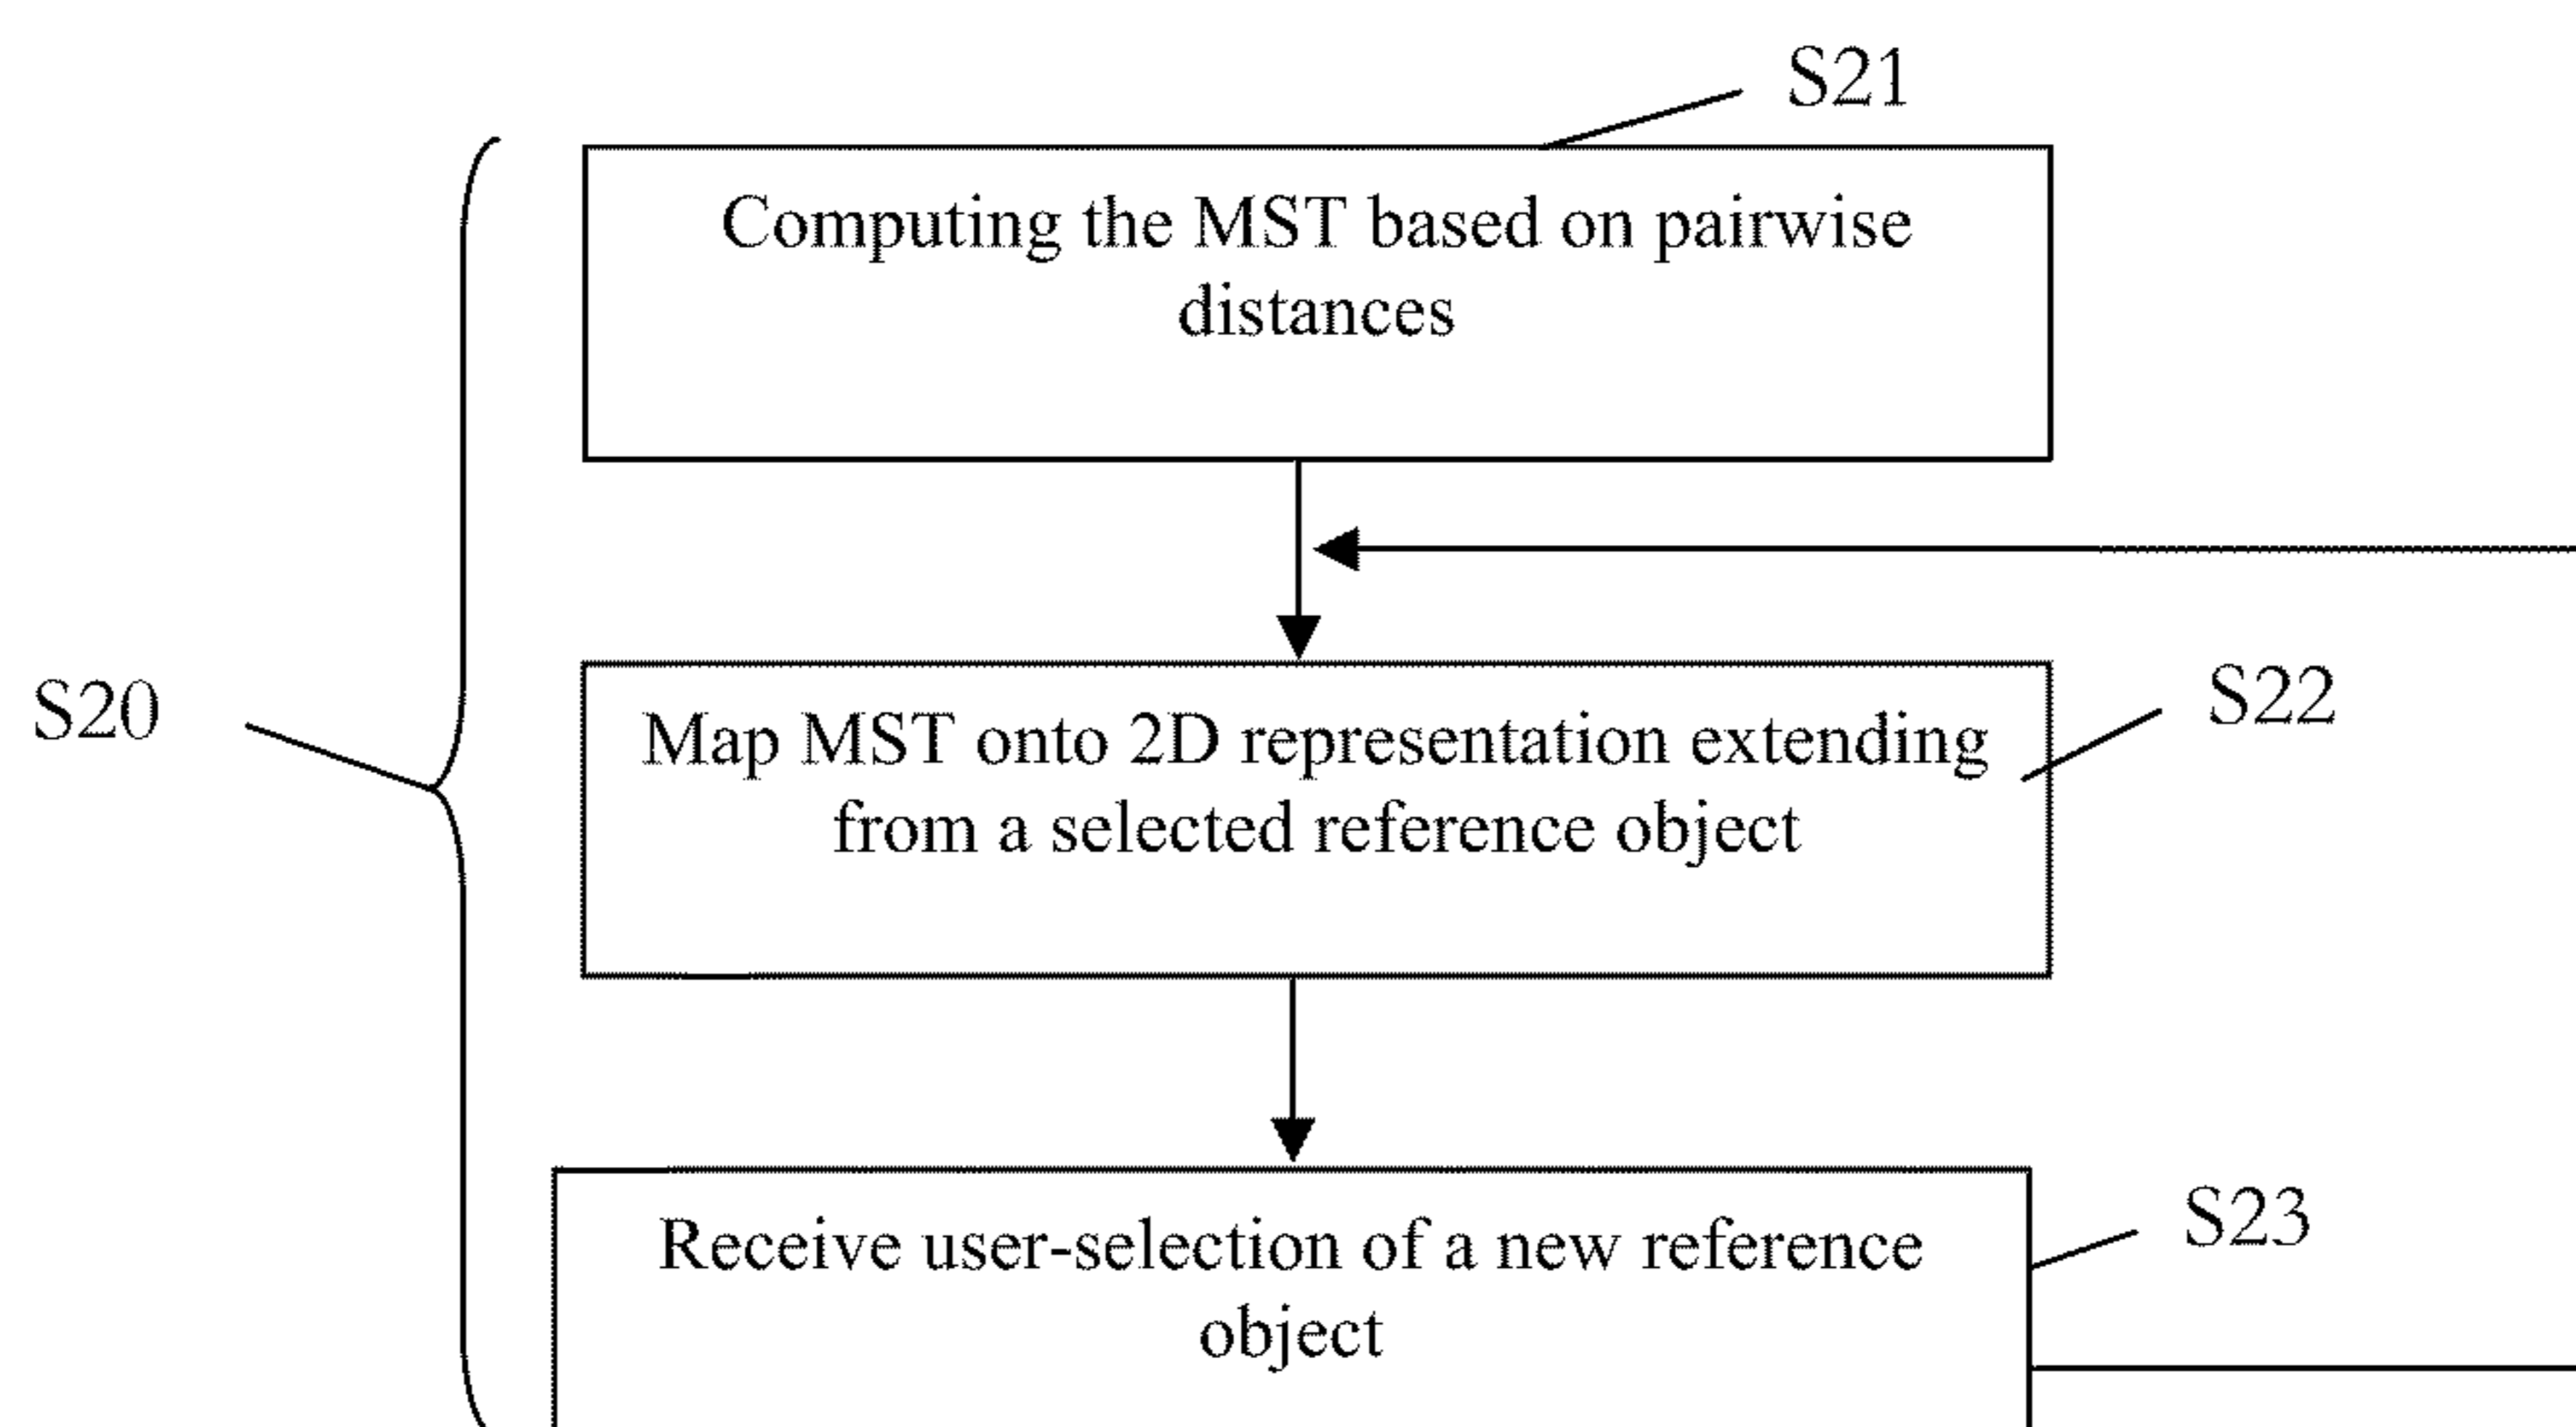 S21
Computing the MST based on pairwise
distances
S20
Map MST onto 2D representation extending
from a selected reference object
S22
Receive user-selection of a new reference
object
S23